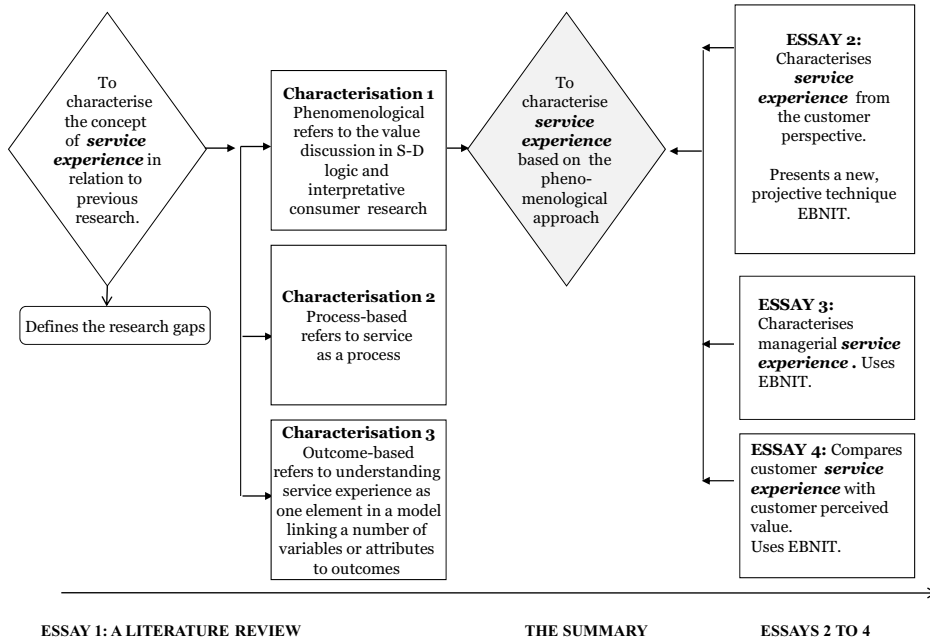 To
characterise
the concept
of service
experience in
relation to
previous
research.
Defines the research gaps
Characterisation 1
Phenomenological
refers to the value
discussion in S-D
logic and
interpretative
consumer research
Characterisation 2
Process-based
refers to service
as a process
Characterisation 3
Outcome-based
refers to understanding
service experience as
one element in a model
linking a number of
variables or attributes
to outcomes
To
characterise
service
experience
based on the
pheno-
menological
approach
ESSAY 2:
Characterises
service
experience from
the customer
perspective.
Presents a new,
projective technique
EBNIT.
ESSAY 3:
Characterises
managerial service
experience . Uses
EBNIT.
ESSAY 4: Compares
customer service
experience with
customer perceived
value.
Uses EBNIT.
ESSAY 1: A LITERATURE REVIEW
THE SUMMARY
ESSAYS 2 TO 4